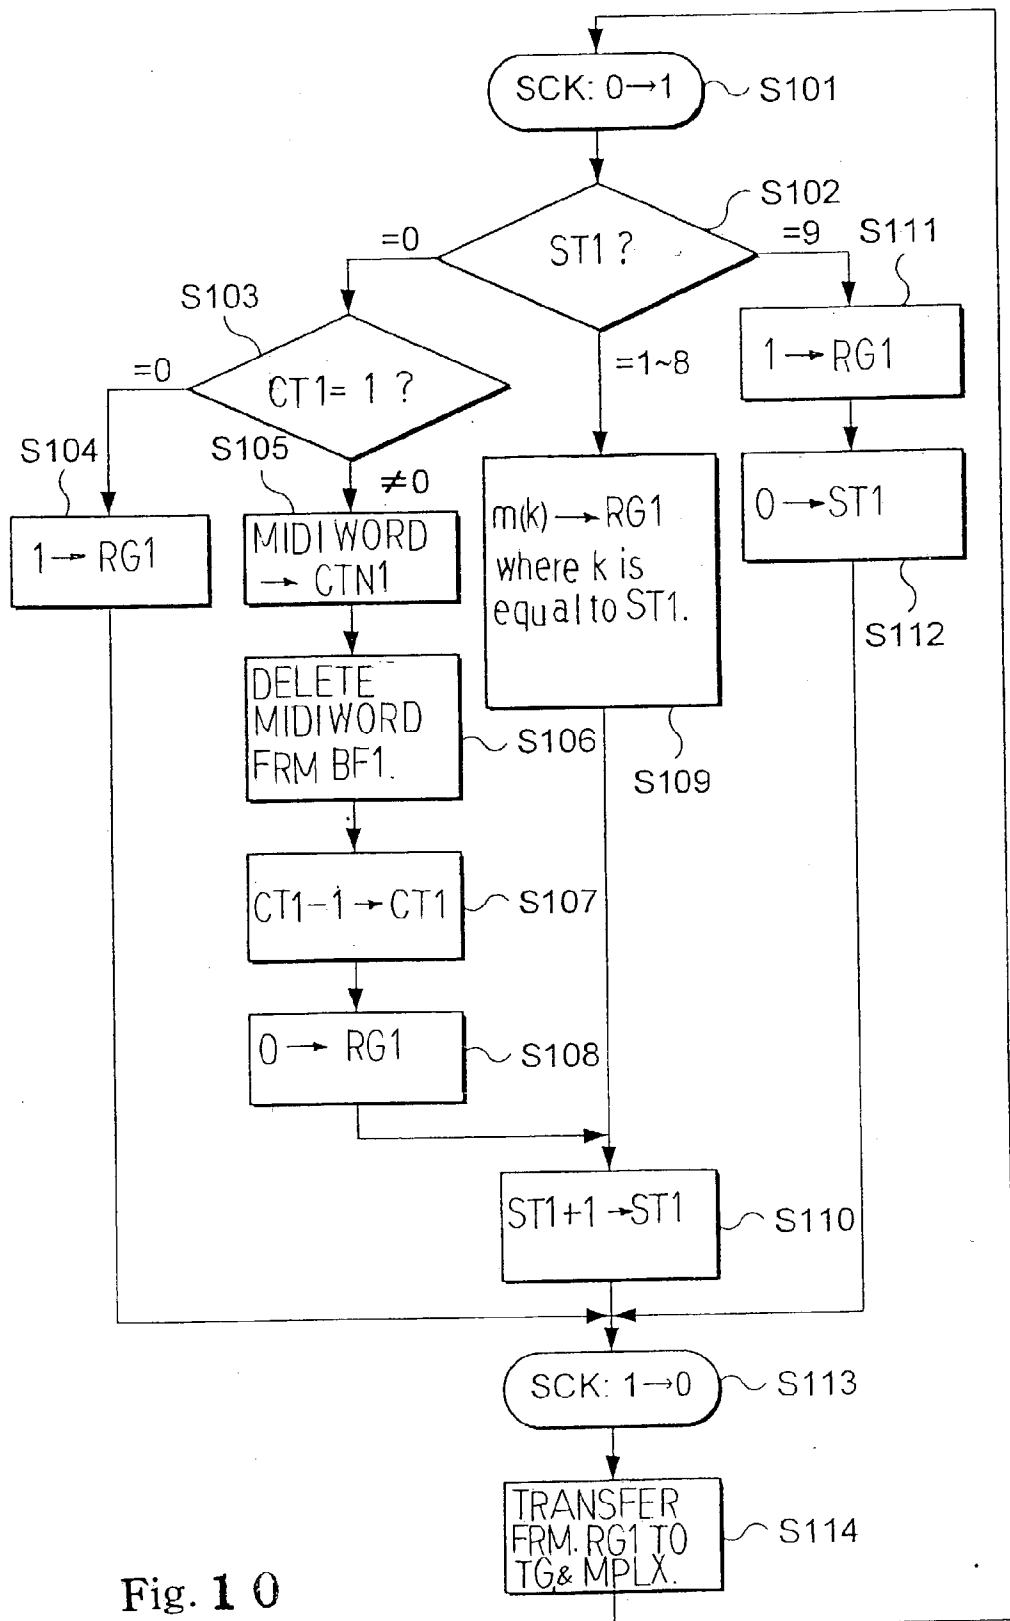 SCK: 0→1
S101
S102
ST1 ?
=0
=9
S111
S103
=1~8
1→RG1
=0
CT1= 1 ?
S104
S105
≠0
0→ST1
1→RG1
MIDI WORD
→ CTN1
m(k)→RG1
where k is
equal to ST1.
S112
DELETE
MIDI WORD
FRM BF1.
S106
S109
CT1-1→CT1
S107
0→ RG1
S108
ST1+1→ST1
S110
SCK: 1→0
S113
TRANSFER
FRM. RG1 TO
TG & MPLX.
S114
Fig. 10